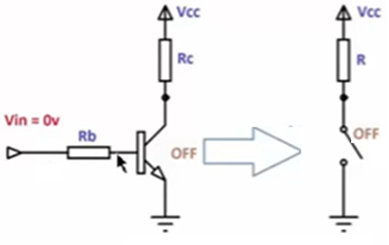 Vcc
Vcc
Rc
R
Vin = 0v
Rb
OFF
OFF